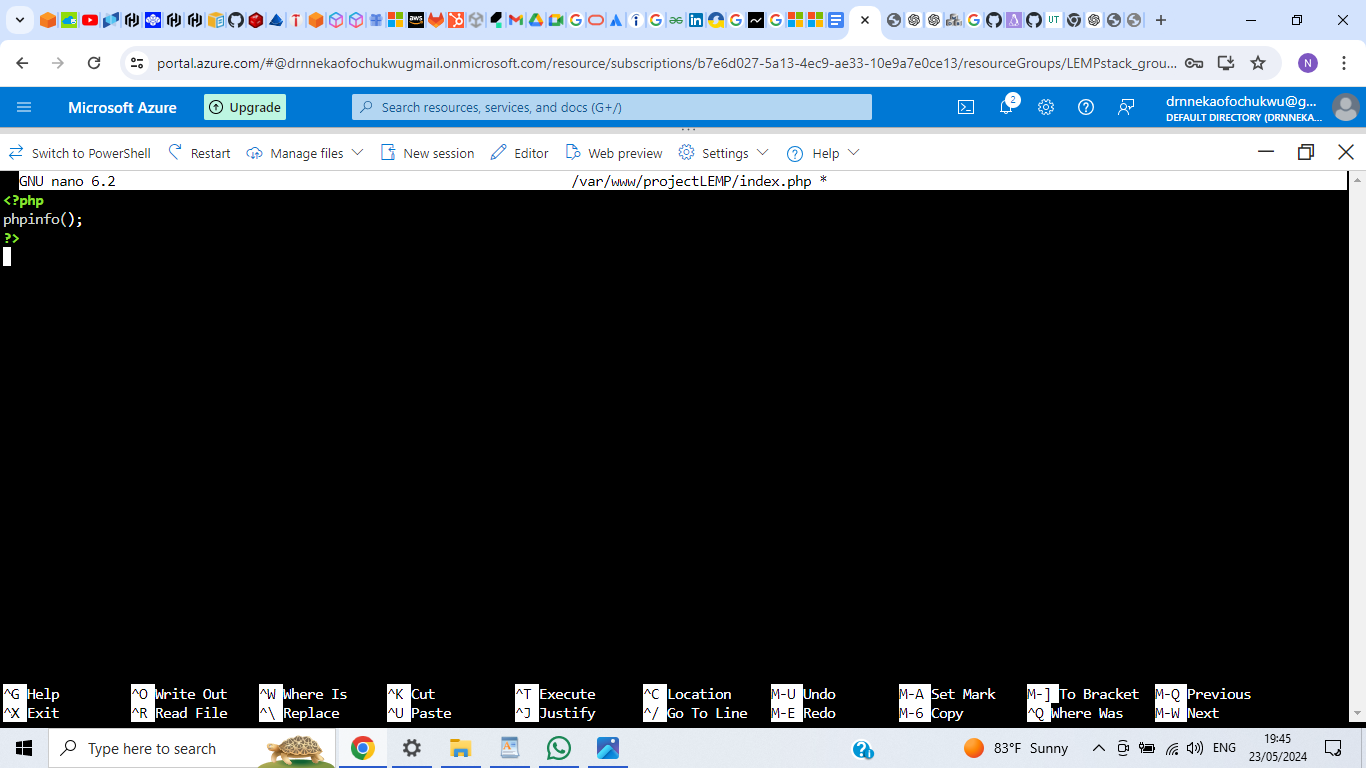 portal.azure.com/#@drnnekaofochukwugmail.onmicrosoft.com/resource/subscriptions/b7e6d027-5a13-4ec9-ae33-10e9a7e0ce13/resourceGroups/LEMPstack_grou...
N
Microsoft Azure
Upgrade
Search resources, services, and docs (G+/)
2
drnnekaofochukwu@g...
DEFAULT DIRECTORY (DRNNEKA...
Switch to PowerShell Restart Manage files New session Editor Web preview Settings Help
GNU nano 6.2 /var/www/projectLEMP/index.php *
<?php
phpinfo();
?>
^G Help ^O Write Out ^W Where Is ^K Cut ^T Execute ^C Location M-U Undo M-A Set Mark M-] To Bracket M-Q Previous
^X Exit ^R Read File ^\ Replace ^U Paste ^J Justify ^/ Go To Line M-E Redo M-6 Copy ^Q Where Was M-W Next
Type here to search
83°F Sunny
ENG
19:45
23/05/2024